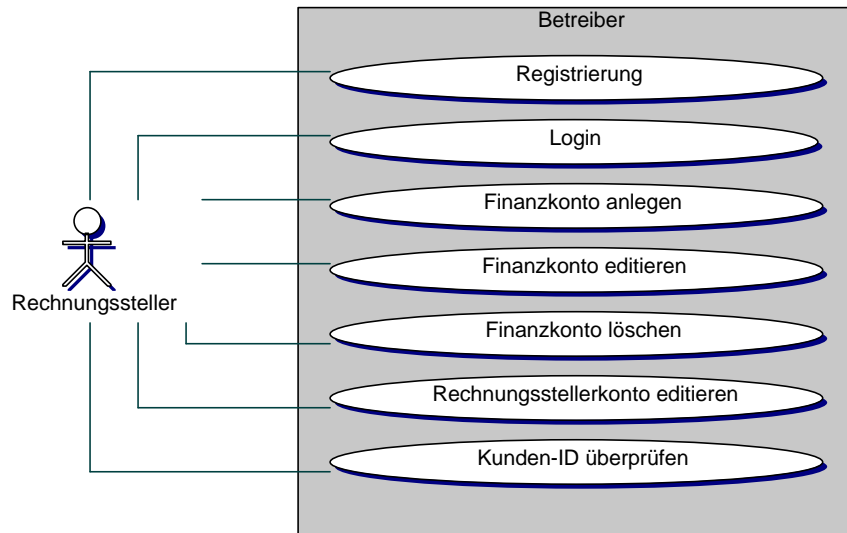 Betreiber
Registrierung
Login
Finanzkonto anlegen
Finanzkonto editieren
Rechnungssteller
Finanzkonto löschen
Rechnungsstellerkonto editieren
Kunden-ID überprüfen